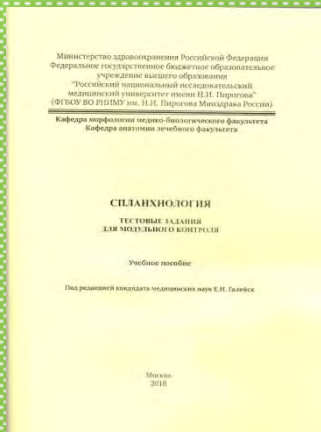 Министерство здравоохранения Российской Федерации
Федеральное государственное бюджетное образовательное
учреждение высшего образования
"Российский национальный исследовательский
медицинский университет имени Н.И. Пирогова"
(ФГБОУ ВО РНИМУ им. Н.И. Пирогова Минздрава России)
Кафедра морфологии медико-биологического факультета
Кафедра анатомии лечебного факультета
СПЛАНХНОЛОГИЯ
ТЕСТОВЫЕ ЗАДАНИЯ
ДЛЯ МОДУЛЬНОГО КОНТРОЛЯ
Учебное пособие
Под редакцией кандидата медицинских наук Е.И.
Москва
2018